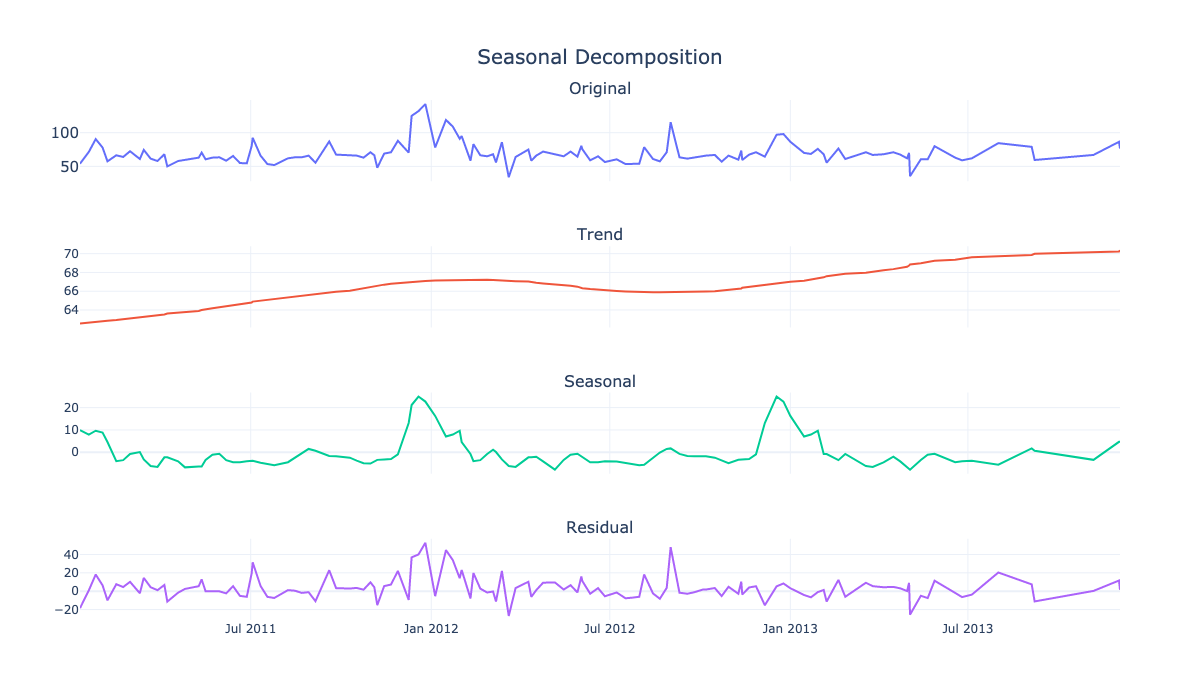 Seasonal Decomposition
Original
100
50
Trend
70
68
66
64
Seasonal
20
10
0
Residual
40
20
0
−20
Jul 2011 Jan 2012 Jul 2012 Jan 2013 Jul 2013